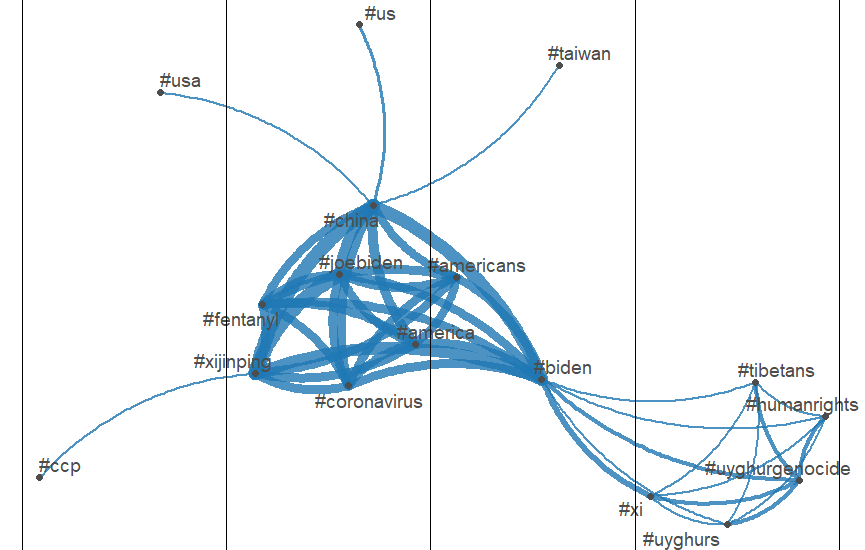 #us
#taiwan
#usa
#china
#joebiden
#americans
#fentanyl
#america
#xijinping
#biden
#tibetans
#coronavirus
#humanrights
#ccp
#uyghurgenocide
#xi
#uyghurs